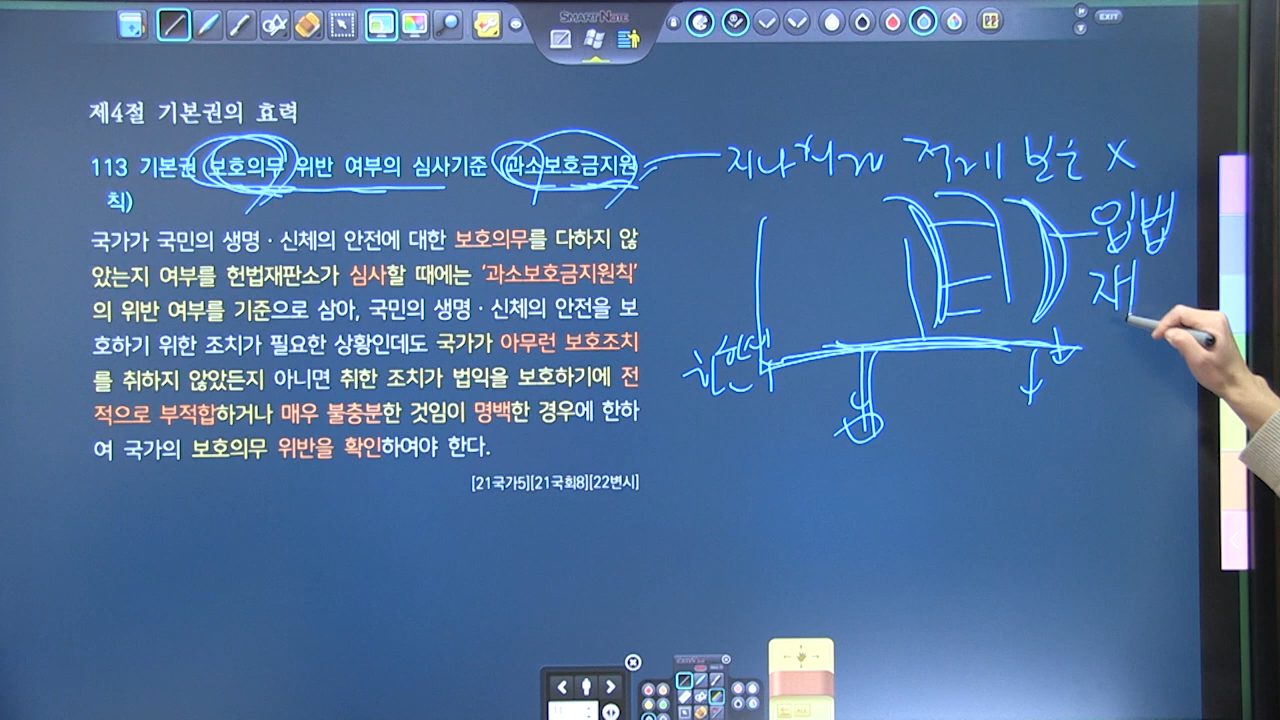 SMARTNOTE
EXIT
제4절 기본권의 효력
113 기본권 보호의무 위반 여부의 심사기준 (과소보호금지원
칙)
국가가 국민의 생명 · 신체의 안전에 대한 보호의무를 다하지 않
았는지 여부를 헌법재판소가 심사할 때에는 '과소보호금지원칙'
의 위반 여부를 기준으로 삼아, 국민의 생명 · 신체의 안전을 보
호하기 위한 조치가 필요한 상황인데도 국가가 아무런 보호조치
를 취하지 않았든지 아니면 취한 조치가 법익을 보호하기에 전
적으로 부적합하거나 매우 불충분한 것임이 명백한 경우에 한하
여 국가의 보호의무 위반을 확인하여야 한다.
[21국가5][21국회8][22변시]
지나치게 적게 보호 X
입법
재